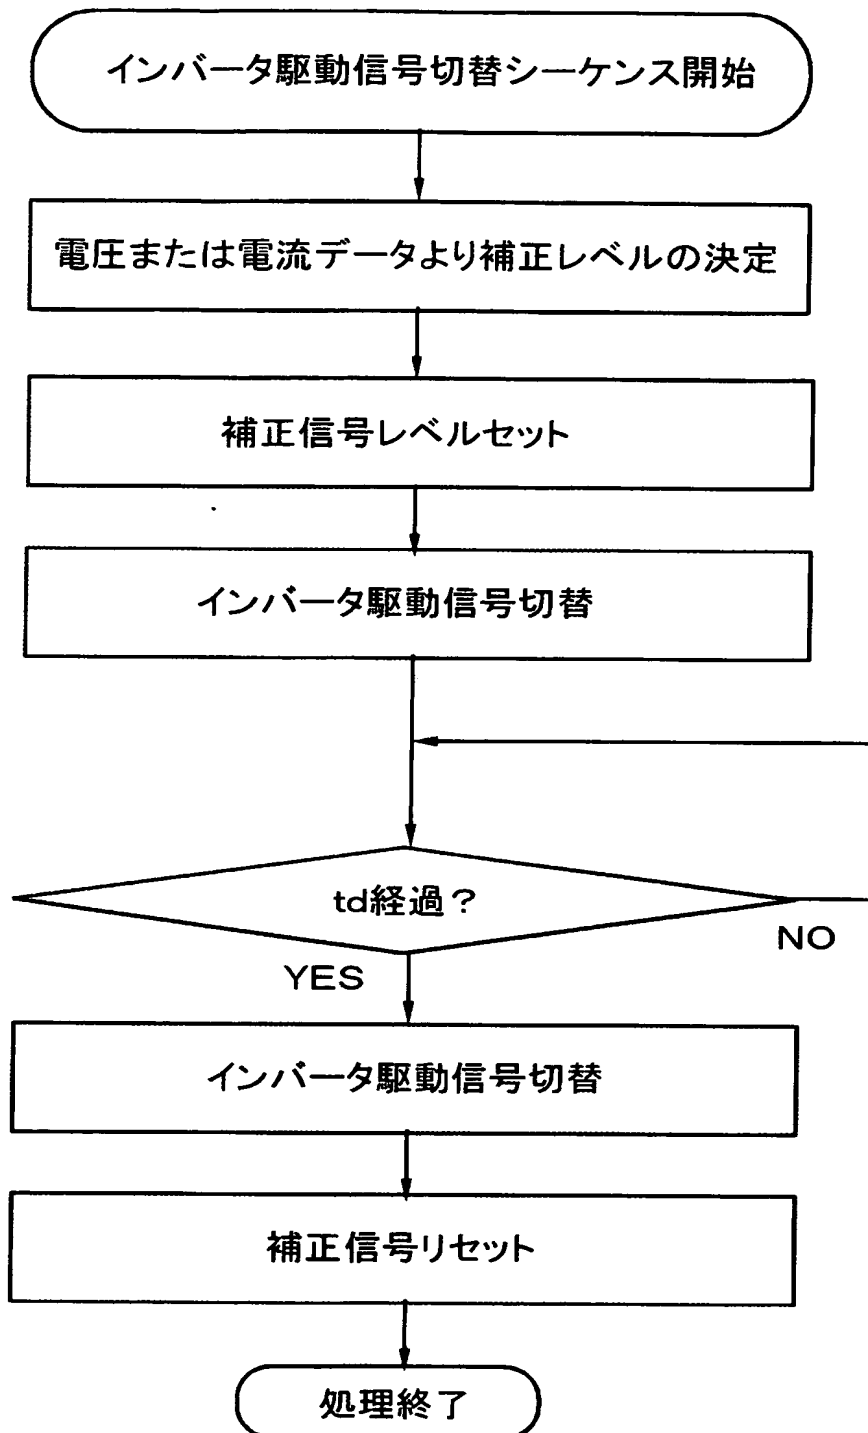 インバータ駆動信号切替シーケンス開始
電圧または電流データより補正レベルの決定
補正信号レベルセット
インバータ駆動信号切替
td経過？
NO
YES
インバータ駆動信号切替
補正信号リセット
処理終了